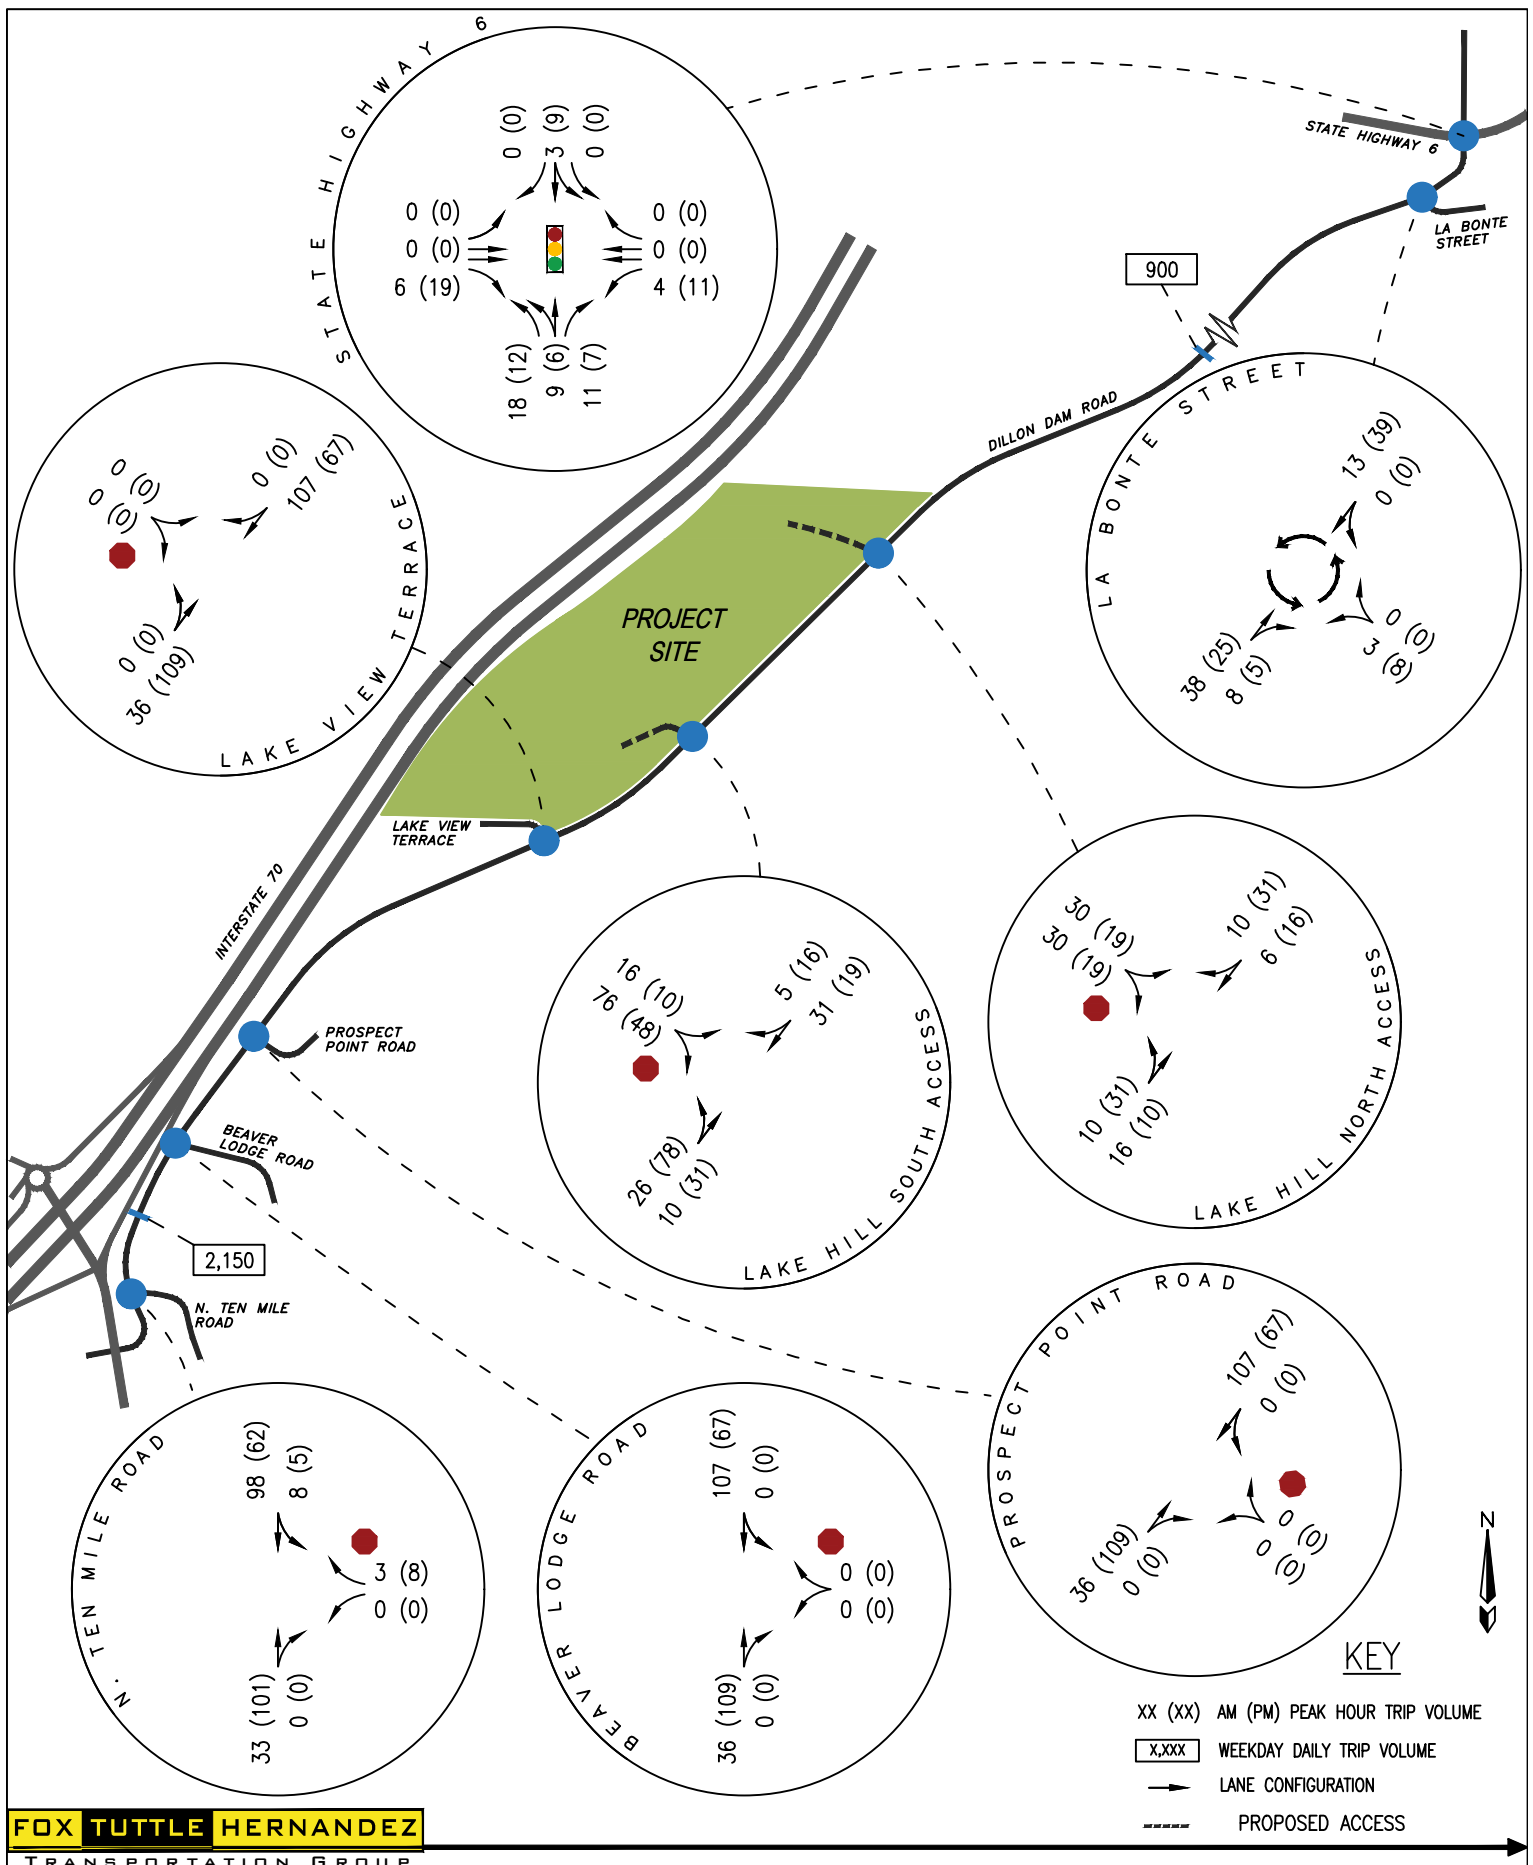 STATE HIGHWAY 6
0 (0)
3 (9)
0 (0)
0 (0)
0 (0)
6 (19)
0 (0)
0 (0)
4 (11)
18 (12)
9 (6)
11 (7)
STATE HIGHWAY 6
LA BONTE
STREET
900
DILLON DAM ROAD
LAKE VIEW TERRACE
0 (0)
0 (0)
0 (0)
107 (67)
0 (0)
36 (109)
LA BONTE STREET
13 (39)
0 (0)
38 (25)
8 (5)
0 (0)
3 (8)
PROJECT
SITE
LAKE VIEW
TERRACE
INTERSTATE 70
PROSPECT
POINT ROAD
BEAVER
LODGE ROAD
2,150
N. TEN MILE
ROAD
LAKE HILL SOUTH ACCESS
16 (10)
76 (48)
5 (16)
31 (19)
26 (78)
10 (31)
LAKE HILL NORTH ACCESS
30 (19)
30 (19)
10 (31)
6 (16)
10 (31)
16 (10)
N. TEN MILE ROAD
98 (62)
8 (5)
3 (8)
0 (0)
33 (101)
0 (0)
BEAVER LODGE ROAD
107 (67)
0 (0)
0 (0)
0 (0)
36 (109)
0 (0)
PROSPECT POINT ROAD
107 (67)
0 (0)
36 (109)
0 (0)
0 (0)
0 (0)
N
KEY
XX (XX) AM (PM) PEAK HOUR TRIP VOLUME
X,XXX WEEKDAY DAILY TRIP VOLUME
LANE CONFIGURATION
PROPOSED ACCESS
FOX TUTTLE HERNANDEZ
TRANSPORTATION GROUP